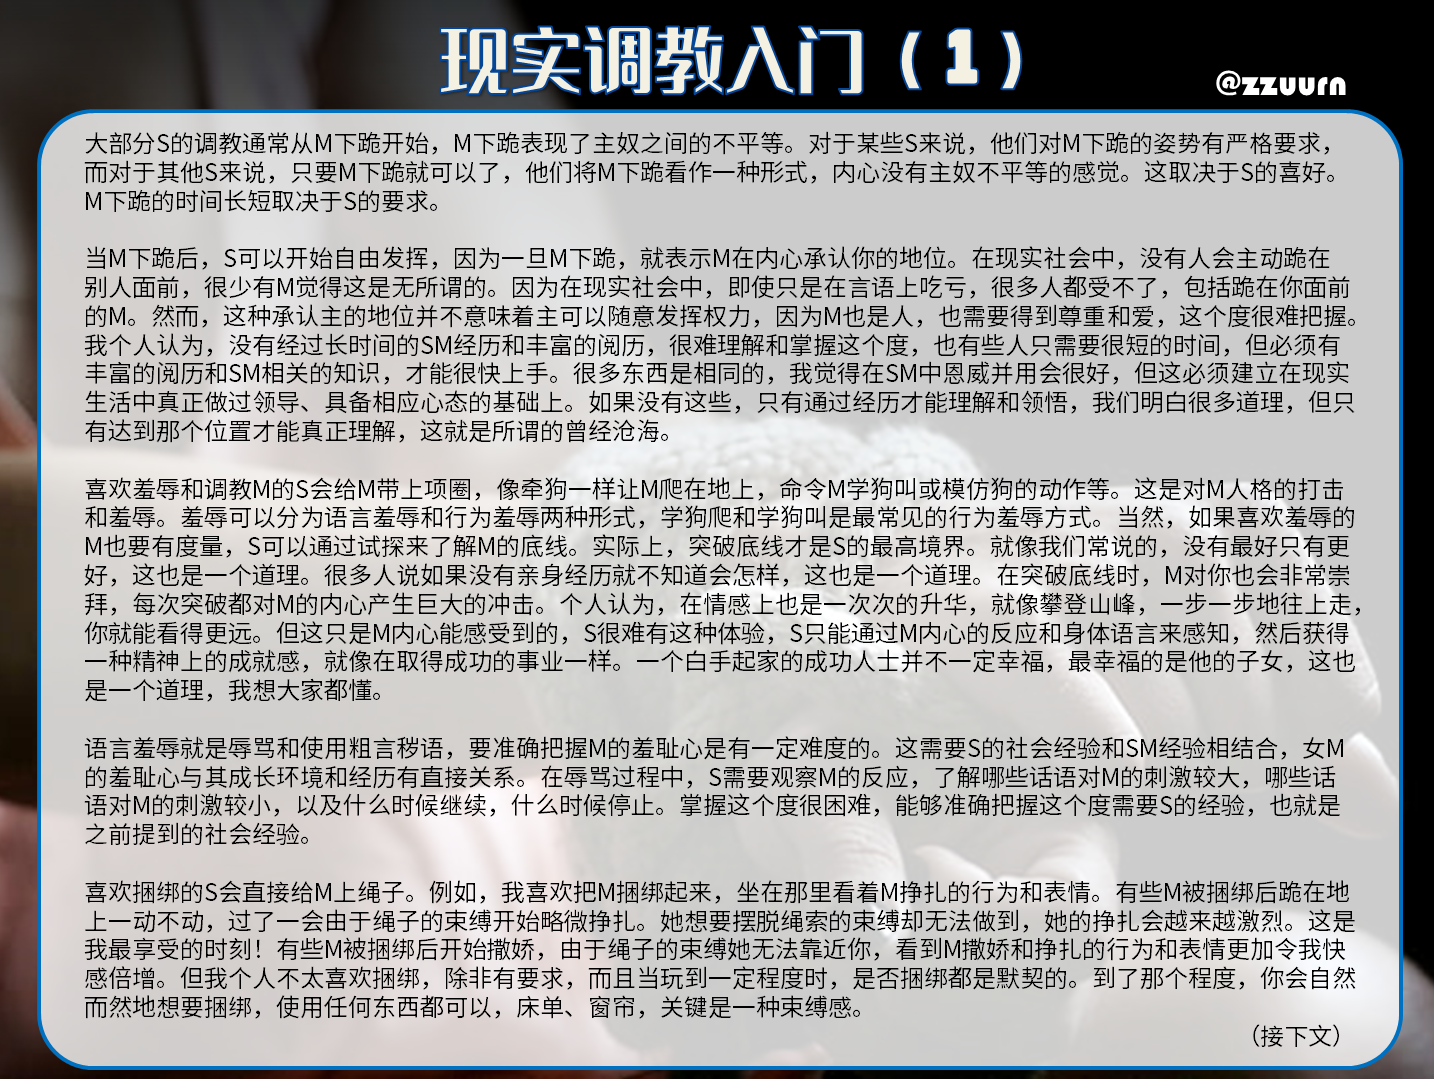 现实调教入门（1）
@zzuurn
大部分S的调教通常从M下跪开始，M下跪表现了主奴之间的不平等。对于某些S来说，他们对M下跪的姿势有严格要求，
而对于其他S来说，只要M下跪就可以了，他们将M下跪看作一种形式，内心没有主奴不平等的感觉。这取决于S的喜好。
M下跪的时间长短取决于S的要求。
当M下跪后，S可以开始自由发挥，因为一旦M下跪，就表示M在内心承认你的地位。在现实社会中，没有人会主动跪在
别人面前，很少有M觉得这是无所谓的。因为在现实社会中，即使只是在言语上吃亏，很多人都受不了，包括跪在你面前
的M。然而，这种承认主的地位并不意味着主可以随意发挥权力，因为M也是人，也需要得到尊重和爱，这个度很难把握。
我个人认为，没有经过长时间的SM经历和丰富的阅历，很难理解和掌握这个度，也有些人只需要很短的时间，但必须有
丰富的阅历和SM相关的知识，才能很快上手。很多东西是相同的，我觉得在SM中恩威并用会很好，但这必须建立在现实
生活中真正做过领导、具备相应心态的基础上。如果没有这些，只有通过经历才能理解和领悟，我们明白很多道理，但只
有达到那个位置才能真正理解，这就是所谓的曾经沧海。
喜欢羞辱和调教M的S会给M带上项圈，像牵狗一样让M爬在地上，命令M学狗叫或模仿狗的动作等。这是对M人格的打击
和羞辱。羞辱可以分为语言羞辱和行为羞辱两种形式，学狗爬和学狗叫是最常见的行为羞辱方式。当然，如果喜欢羞辱的
M也要有度量，S可以通过试探来了解M的底线。实际上，突破底线才是S的最高境界。就像我们常说的，没有最好只有更
好，这也是一个道理。很多人说如果没有亲身经历就不知道会怎样，这也是一个道理。在突破底线时，M对你也会非常崇
拜，每次突破都对M的内心产生巨大的冲击。个人认为，在情感上也是一次次的升华，就像攀登山峰，一步一步地往上走，
你就能看得更远。但这只是M内心能感受到的，S很难有这种体验，S只能通过M内心的反应和身体语言来感知，然后获得
一种精神上的成就感，就像在取得成功的事业一样。一个白手起家的成功人士并不一定幸福，最幸福的是他的子女，这也
是一个道理，我想大家都懂。
语言羞辱就是辱骂和使用粗言秽语，要准确把握M的羞耻心是有一定难度的。这需要S的社会经验和SM经验相结合，女M
的羞耻心与其成长环境和经历有直接关系。在辱骂过程中，S需要观察M的反应，了解哪些话语对M的刺激较大，哪些话
语对M的刺激较小，以及什么时候继续，什么时候停止。掌握这个度很困难，能够准确把握这个度需要S的经验，也就是
之前提到的社会经验。
喜欢捆绑的S会直接给M上绳子。例如，我喜欢把M捆绑起来，坐在那里看着M挣扎的行为和表情。有些M被捆绑后跪在地
上一动不动，过了一会由于绳子的束缚开始略微挣扎。她想要摆脱绳索的束缚却无法做到，她的挣扎会越来越激烈。这是
我最享受的时刻！有些M被捆绑后开始撒娇，由于绳子的束缚她无法靠近你，看到M撒娇和挣扎的行为和表情更加令我快
感倍增。但我个人不太喜欢捆绑，除非有要求，而且当玩到一定程度时，是否捆绑都是默契的。到了那个程度，你会自然
而然地想要捆绑，使用任何东西都可以，床单、窗帘，关键是一种束缚感。
（接下文）